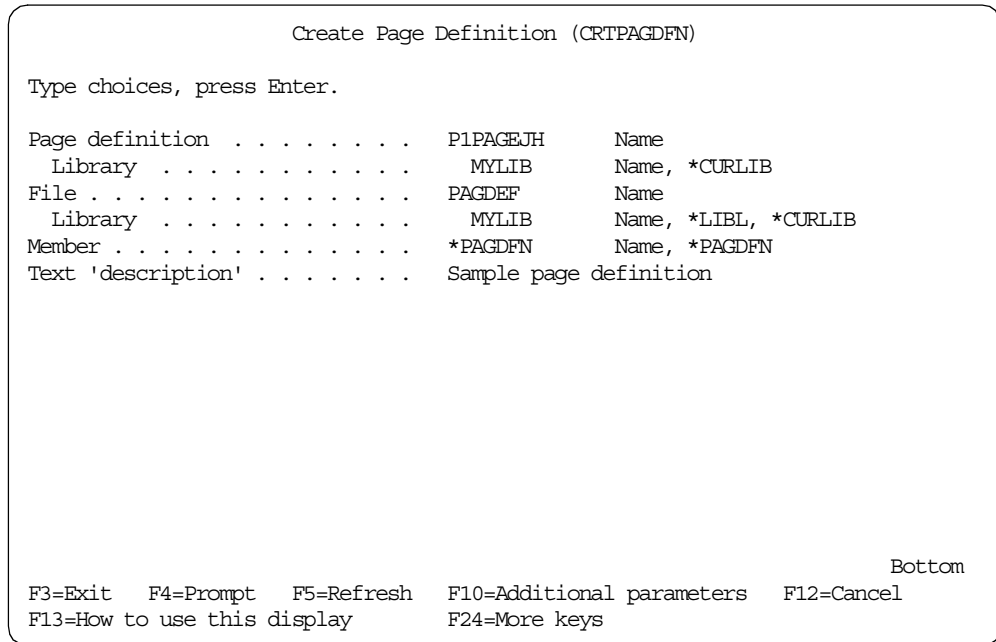 Create Page Definition (CRTPAGDFN)
Type choices, press Enter.
Page definition . . . . . . . . P1PAGEJH Name
Library . . . . . . . . . . . MYLIB Name, *CURLIB
File . . . . . . . . . . . . . . PAGDEF Name
Library . . . . . . . . . . . MYLIB Name, *LIBL, *CURLIB
Member . . . . . . . . . . . . . *PAGDFN Name, *PAGDFN
Text 'description' . . . . . . . Sample page definition
Bottom
F3=Exit F4=Prompt F5=Refresh F10=Additional parameters F12=Cancel
F13=How to use this display F24=More keys